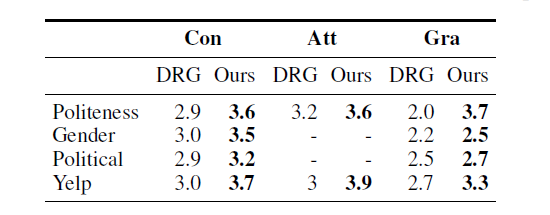 Con Att Gra
DRG Ours DRG Ours DRG Ours
Politeness 2.9 3.6 3.2 3.6 2.0 3.7
Gender 3.0 3.5 - - 2.2 2.5
Political 2.9 3.2 - - 2.5 2.7
Yelp 3.0 3.7 3 3.9 2.7 3.3